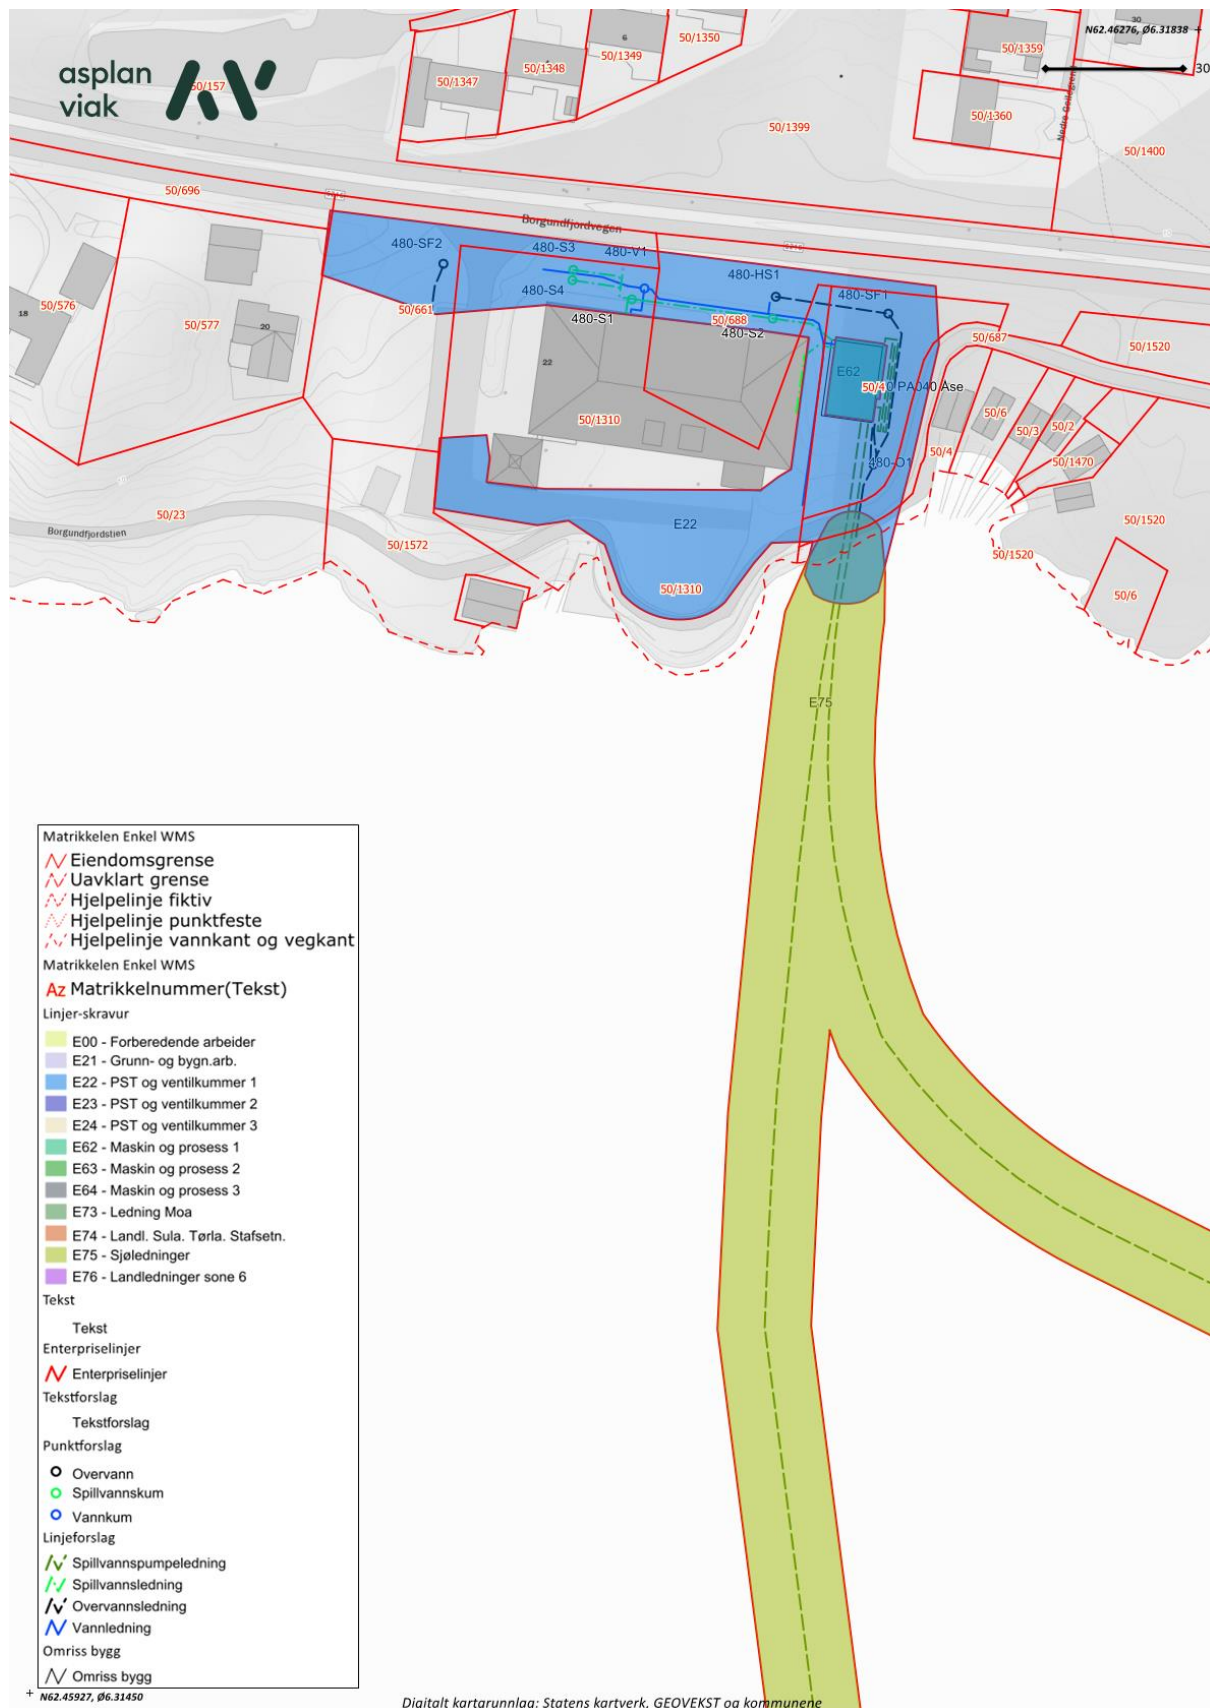 asplan
viak
30
6
N62.46276, Ø6.31838
30
50/1350
50/1349
50/1348
50/1347
50/157
50/1359
50/1360
50/1399
50/1400
Nedre Geilegrend
50/696
Borgundfjordvegen
480-SF2
480-S3
480-V1
480-HS1
480-S4
480-SF1
480-S1
480-S2
50/576
18
50/577
20
50/661
50/688
50/687
50/1520
22
E62
50/4
PA040 Åse
50/6
50/3
50/2
50/1310
50/4
50/1470
480-O1
50/23
Borgundfjordstien
50/1572
E22
50/1520
50/1520
50/1310
50/6
E75
Matrikkelen Enkel WMS
Eiendomsgrense
Uavklart grense
Hjelpelinje fiktiv
Hjelpelinje punktfeste
Hjelpelinje vannkant og vegkant
Matrikkelen Enkel WMS
Az Matrikkelnummer(Tekst)
Linjer-skravur
E00 - Forberedende arbeider
E21 - Grunn- og bygn.arb.
E22 - PST og ventilkummer 1
E23 - PST og ventilkummer 2
E24 - PST og ventilkummer 3
E62 - Maskin og prosess 1
E63 - Maskin og prosess 2
E64 - Maskin og prosess 3
E73 - Ledning Moa
E74 - Landl. Sula. Tørla. Stafsetn.
E75 - Sjøledninger
E76 - Landledninger sone 6
Tekst
Tekst
Enterpriselinjer
Enterpriselinjer
Tekstforslag
Tekstforslag
Punktforslag
Overvann
Spillvannskum
Vannkum
Linjeforslag
Spillvannspumpeledning
Spillvannsledning
Overvannsledning
Vannledning
Omriss bygg
Omriss bygg
N62.45927, Ø6.31450
Digitalt kartgrunnlag: Statens kartverk, GEOVEKST og kommunene